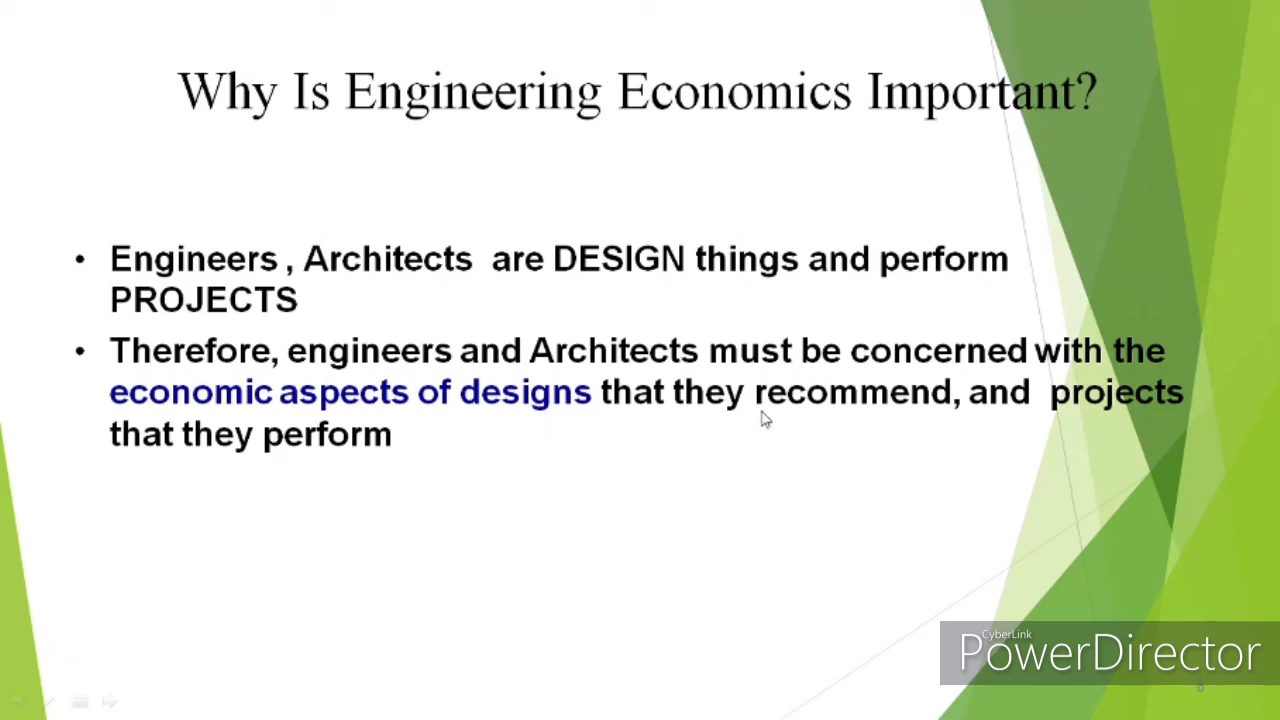 Why Is Engineering Economics Important?
• Engineers , Architects are DESIGN things and perform
PROJECTS
• Therefore, engineers and Architects must be concerned with the
economic aspects of designs that they recommend, and projects
that they perform
CyberLink
PowerDirector
6